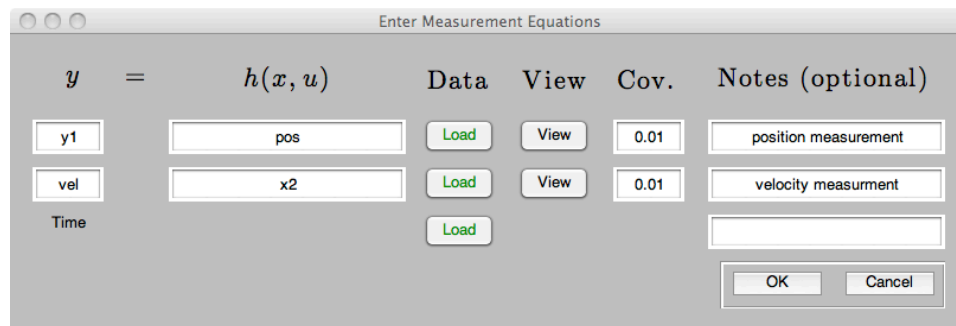 Enter Measurement Equations
y = h(x, u) Data View Cov. Notes (optional)
y1 pos Load View 0.01 position measurement
vel x2 Load View 0.01 velocity measurment
Time Load
OK Cancel